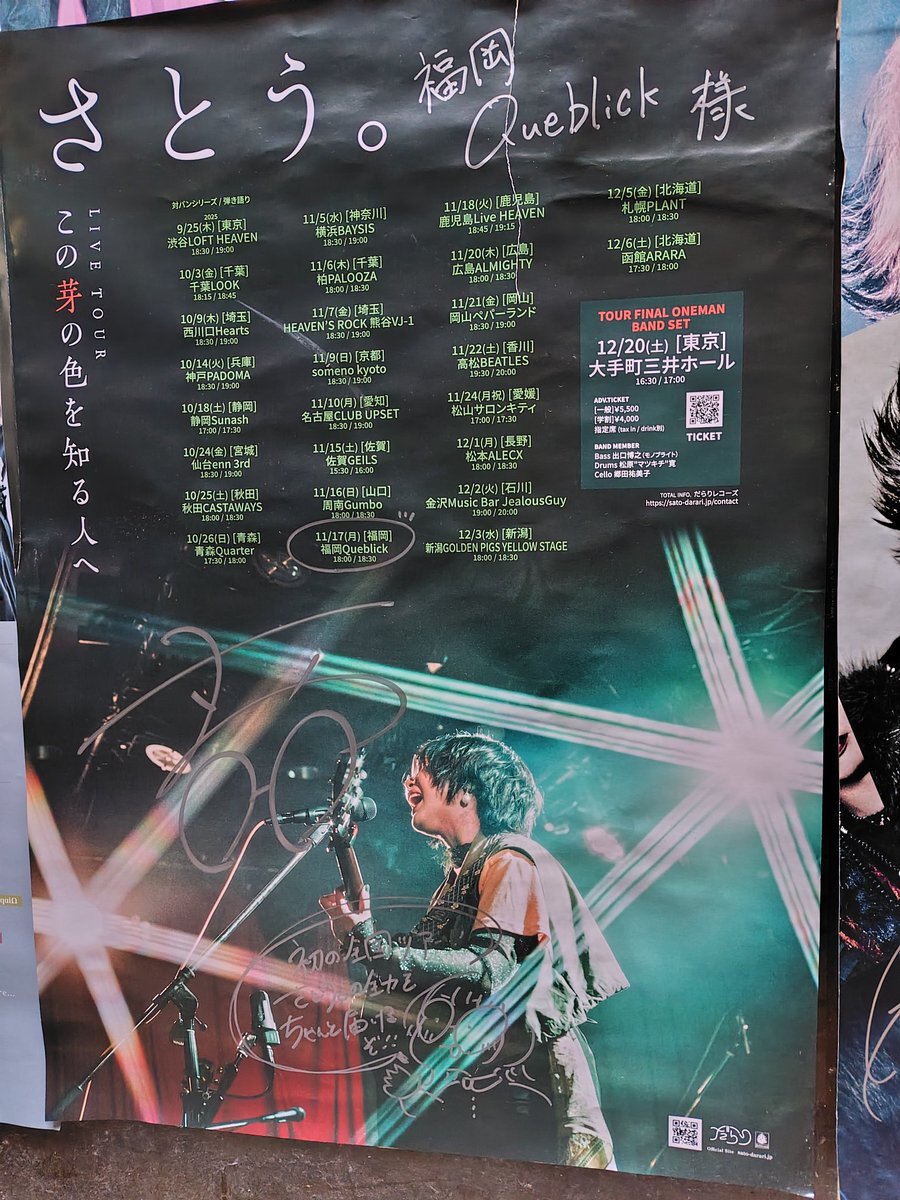 さとう。
福岡
Queblick 様
LIVE TOUR
この芽の色を知る人へ
対バンシリーズ / 弾き語り
2025
9/25(木) [東京]
渋谷LOFT HEAVEN
18:30 / 19:00
10/3(金) [千葉]
千葉LOOK
18:15 / 18:45
10/9(木) [埼玉]
西川口Hearts
18:30 / 19:00
10/14(火) [兵庫]
神戸PADOMA
18:30 / 19:00
10/18(土) [静岡]
静岡Sunash
17:00 / 17:30
10/24(金) [宮城]
仙台enn 3rd
18:30 / 19:00
10/25(土) [秋田]
秋田CASTAWAYS
18:00 / 18:30
10/26(日) [青森]
青森Quarter
17:30 / 18:00
11/5(水) [神奈川]
横浜BAYSIS
18:30 / 19:00
11/6(木) [千葉]
柏PALOOZA
18:00 / 18:30
11/7(金) [埼玉]
HEAVEN'S ROCK 熊谷VJ-1
18:30 / 19:00
11/9(日) [京都]
someno kyoto
18:30 / 19:00
11/10(月) [愛知]
名古屋CLUB UPSET
18:30 / 19:00
11/15(土) [佐賀]
佐賀GEILS
15:30 / 16:00
11/16(日) [山口]
周南Gumbo
18:00 / 18:30
11/17(月) [福岡]
福岡Queblick
18:00 / 18:30
11/18(火) [鹿児島]
鹿児島Live HEAVEN
18:45 / 19:15
11/20(木) [広島]
広島ALMIGHTY
18:00 / 18:30
11/21(金) [岡山]
岡山ペパーランド
18:30 / 19:00
11/22(土) [香川]
高松BEATLES
19:30 / 20:00
11/24(月祝) [愛媛]
松山サロンキティ
17:00 / 17:30
12/1(月) [長野]
松本ALECX
18:00 / 18:30
12/2(火) [石川]
金沢Music Bar JealousGuy
19:00 / 20:00
12/3(水) [新潟]
新潟GOLDEN PIGS YELLOW STAGE
18:00 / 18:30
12/5(金) [北海道]
札幌PLANT
18:00 / 18:30
12/6(土) [北海道]
函館ARARA
17:30 / 18:00
TOUR FINAL ONEMAN
BAND SET
12/20(土) [東京]
大手町三井ホール
16:30 / 17:00
ADV.TICKET
[一般]¥5,500
[学割]¥4,000
指定席 (tax in / drink別)
TICKET
BAND MEMBER
Bass 出口博之(モノブライト)
Drums 松原"マツキチ"寛
Cello 郷田祐美子
TOTAL INFO. だらりレコーズ
https://sato-darari.jp/contact
初の全国ツアー
さとう。の全力を
ちゃんと届ける
ぞ!!
Official Site sato-darari.jp